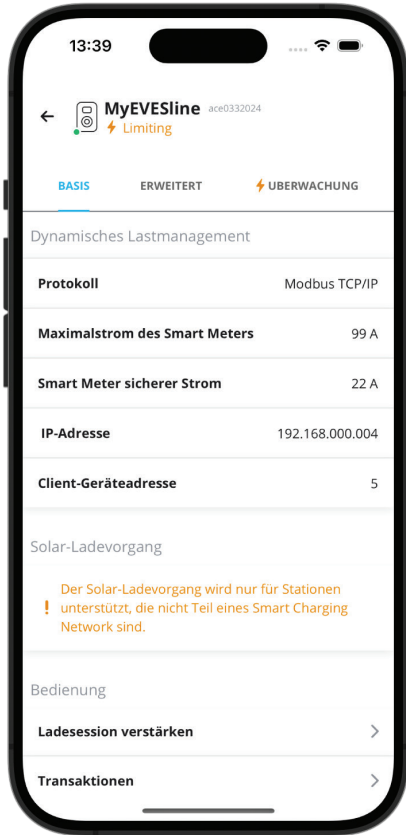 13:39
MyEVESline ace0332024
Limiting
BASIS ERWEITERT UBERWACHUNG
Dynamisches Lastmanagement
Protokoll Modbus TCP/IP
Maximalstrom des Smart Meters 99 A
Smart Meter sicherer Strom 22 A
IP-Adresse 192.168.000.004
Client-Geräteadresse 5
Solar-Ladevorgang
Der Solar-Ladevorgang wird nur für Stationen
! unterstützt, die nicht Teil eines Smart Charging
Network sind.
Bedienung
Ladesession verstärken
Transaktionen